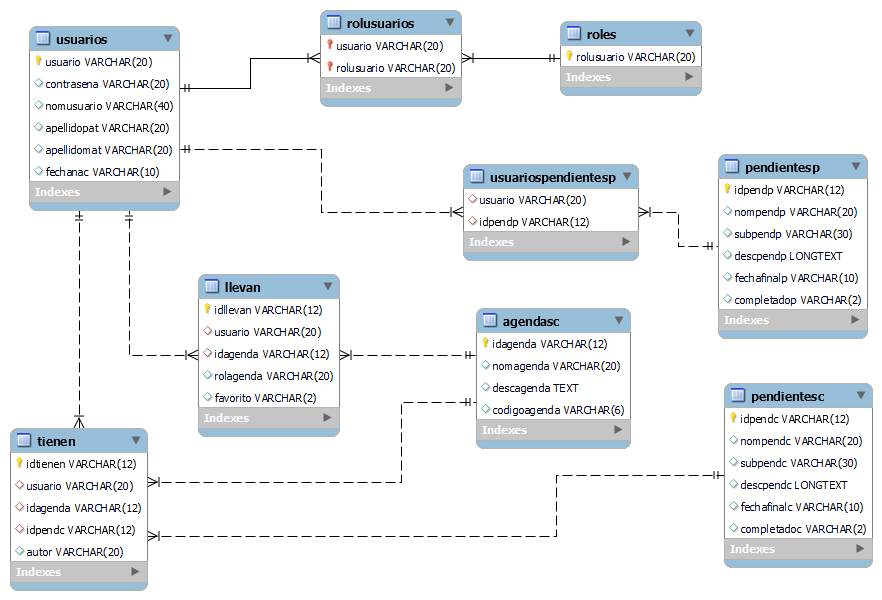 usuarios
usuario VARCHAR(20)
contrasena VARCHAR(20)
nomusuario VARCHAR(40)
apellidopat VARCHAR(20)
apellidomat VARCHAR(20)
fechanac VARCHAR(10)
Indexes
rolusuarios
usuario VARCHAR(20)
rolusuario VARCHAR(20)
Indexes
roles
rolusuario VARCHAR(20)
Indexes
usuariospendientesp
usuario VARCHAR(20)
idpendp VARCHAR(12)
Indexes
pendientesp
idpendp VARCHAR(12)
nompendp VARCHAR(20)
subpendp VARCHAR(30)
descpendp LONGTEXT
fechafinalp VARCHAR(10)
completadop VARCHAR(2)
Indexes
llevan
idllevan VARCHAR(12)
usuario VARCHAR(20)
idagenda VARCHAR(12)
rolagenda VARCHAR(20)
favorito VARCHAR(2)
Indexes
agendasc
idagenda VARCHAR(12)
nomagenda VARCHAR(20)
descagenda TEXT
codigoagenda VARCHAR(6)
Indexes
pendientesc
idpendc VARCHAR(12)
nompendc VARCHAR(20)
subpendc VARCHAR(30)
descpendc LONGTEXT
fechafinalc VARCHAR(10)
completadoc VARCHAR(2)
Indexes
tienen
idtienen VARCHAR(12)
usuario VARCHAR(20)
idagenda VARCHAR(12)
idpendc VARCHAR(12)
autor VARCHAR(20)
Indexes